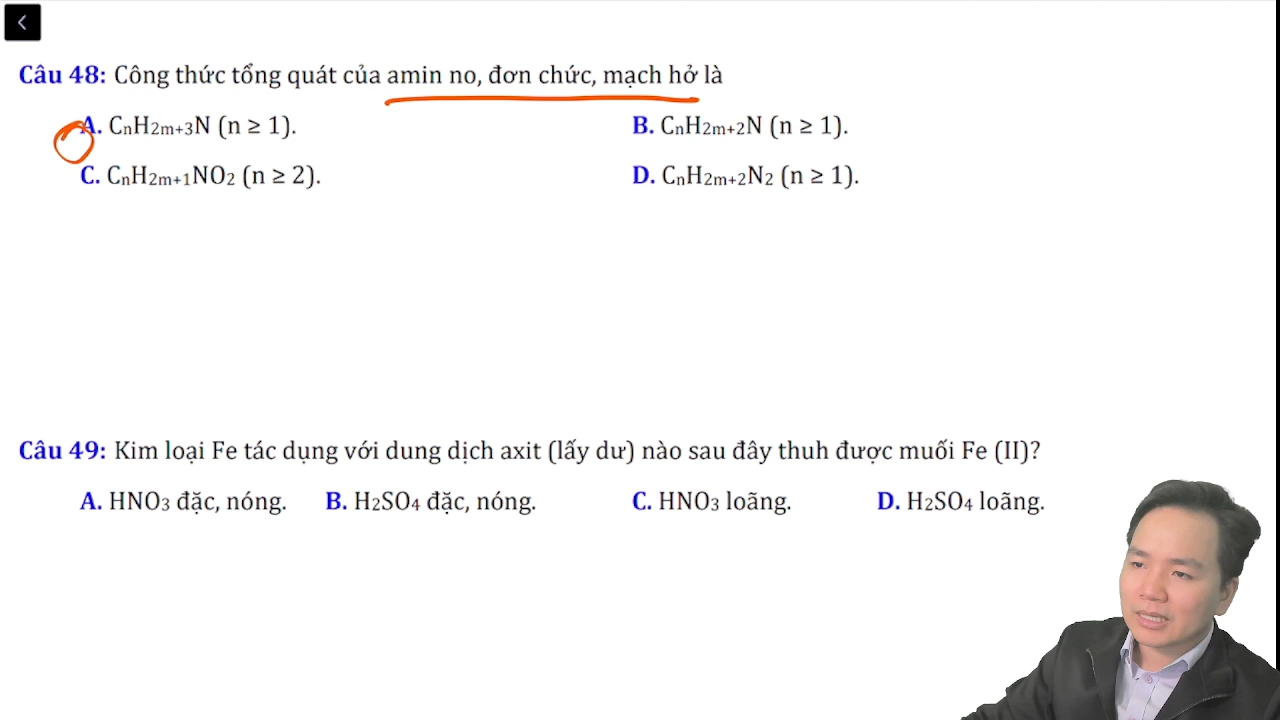 Câu 48: Công thức tổng quát của amin no, đơn chức, mạch hở là
A. CnH2m+3N (n ≥ 1). B. CnH2m+2N (n ≥ 1).
C. CnH2m+1NO2 (n ≥ 2). D. CnH2m+2N2 (n ≥ 1).
Câu 49: Kim loại Fe tác dụng với dung dịch axit (lấy dư) nào sau đây thuh được muối Fe (II)?
A. HNO3 đặc, nóng. B. H2SO4 đặc, nóng. C. HNO3 loãng. D. H2SO4 loãng.